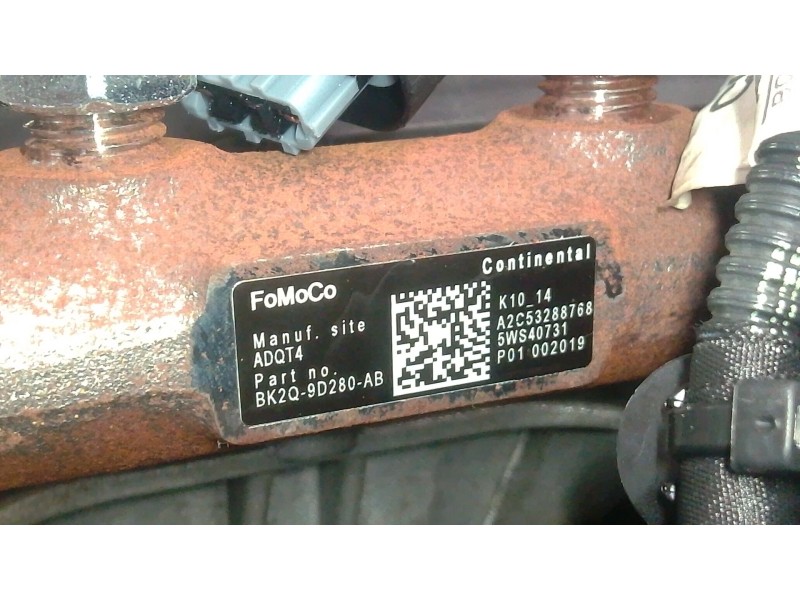 FoMoCo
Continental
Manuf. site
ADQT4
Part no.
BK2Q-9D280-AB
K10_14
A2C53288768
5WS40731
P01 002019